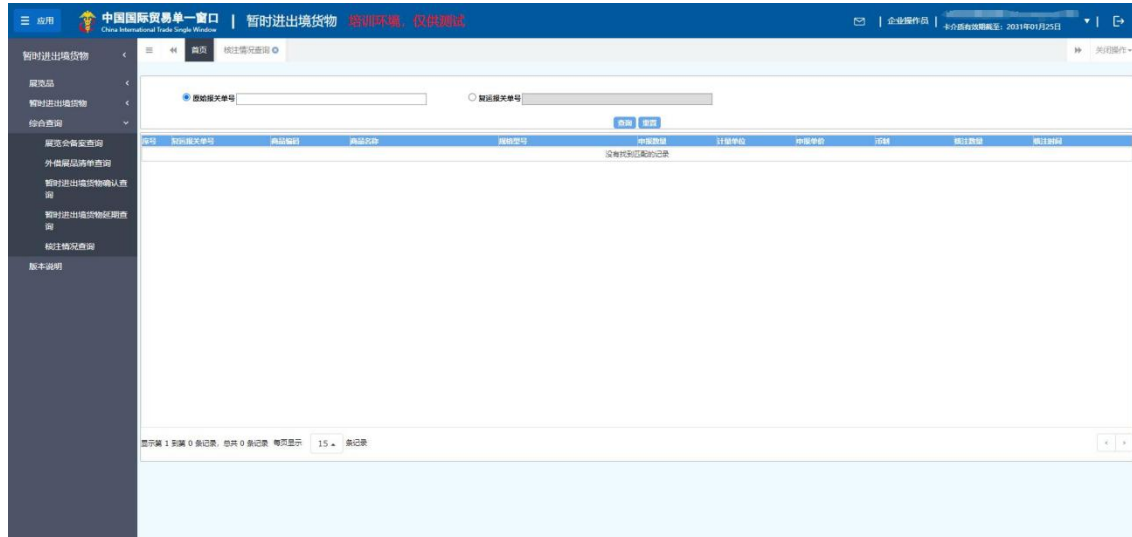 应用
中国国际贸易单一窗口 | 暂时进出境货物 培训环境,仅供测试
China International Trade Single Window
企业操作员
卡介质有效期截至: 2031年01月25日
暂时进出境货物
首页 核注情况查询
关闭操作
展览品
暂时进出境货物
综合查询
展览会备案查询
外借展品清单查询
暂时进出境货物确认查
询
暂时进出境货物延期查
询
核注情况查询
版本说明
原始报关单号 复运报关单号
查询 重置
序号 复运报关单号 商品编码 商品名称 规格型号 申报数量 计量单位 申报单价 币制 核注数量 核注时间
没有找到匹配的记录
显示第 1 到第 0 条记录, 总共 0 条记录 每页显示 15 条记录